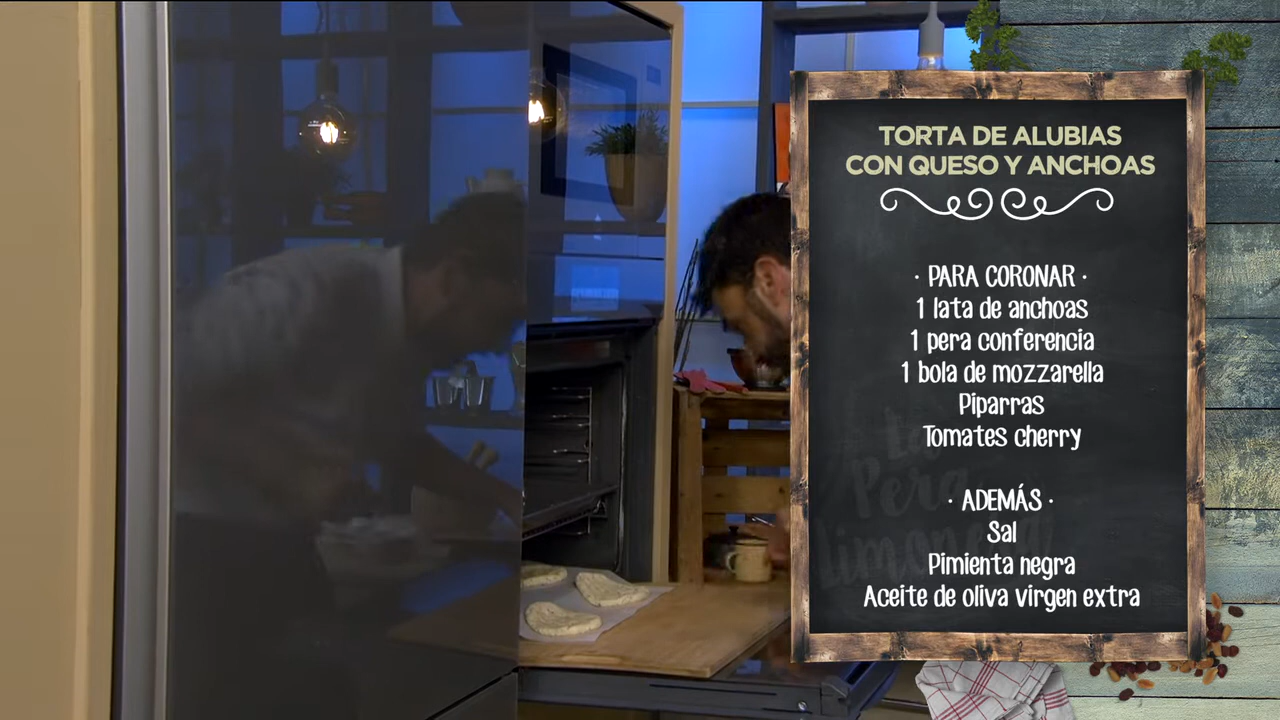 TORTA DE ALUBIAS
CON QUESO Y ANCHOAS
· PARA CORONAR ·
1 lata de anchoas
1 pera conferencia
1 bola de mozzarella
Piparras
Tomates cherry
· ADEMÁS ·
Sal
Pimienta negra
Aceite de oliva virgen extra